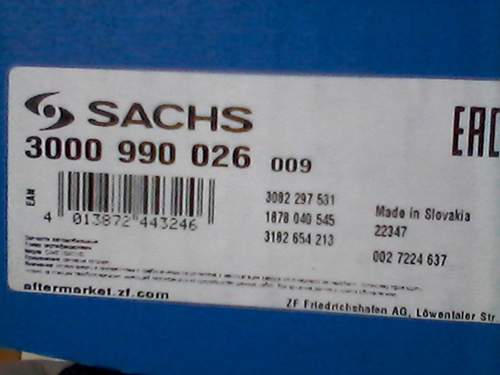 SACHS
EAC
3000 990 026 009
EAN
4 013872 443246
3082 297 531
1878 040 545
3182 654 213
Made in Slovakia
22347
002 7224 637
aftermarket.zf.com
ZF Friedrichshafen AG, Löwentaler Str.